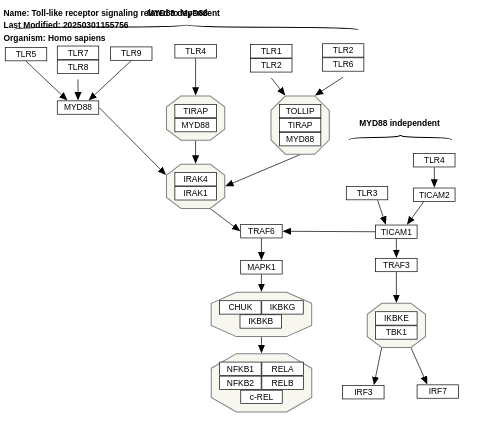 Name: Toll-like receptor signaling related to MyD88
MYD88 dependent
Last Modified: 20250301155756
Organism: Homo sapiens
TLR5
TLR7
TLR8
TLR9
TLR4
TLR1
TLR2
TLR2
TLR6
MYD88
TIRAP
MYD88
TOLLIP
TIRAP
MYD88
MYD88 independent
TLR4
IRAK4
IRAK1
TLR3
TICAM2
TRAF6
TICAM1
MAPK1
TRAF3
CHUK
IKBKG
IKBKB
IKBKE
TBK1
NFKB1
RELA
NFKB2
RELB
c-REL
IRF3
IRF7